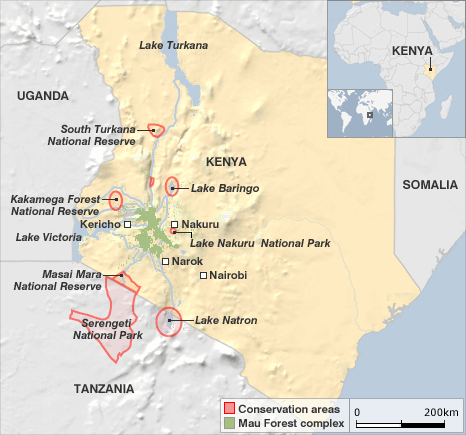 Lake Turkana
KENYA
UGANDA
South Turkana
National Reserve
KENYA
SOMALIA
Lake Baringo
Kakamega Forest
National Reserve
Kericho
Nakuru
Lake Victoria
Lake Nakuru National Park
Narok
Masai Mara
National Reserve
Nairobi
Serengeti
National Park
Lake Natron
TANZANIA
Conservation areas
Mau Forest complex
0
200km